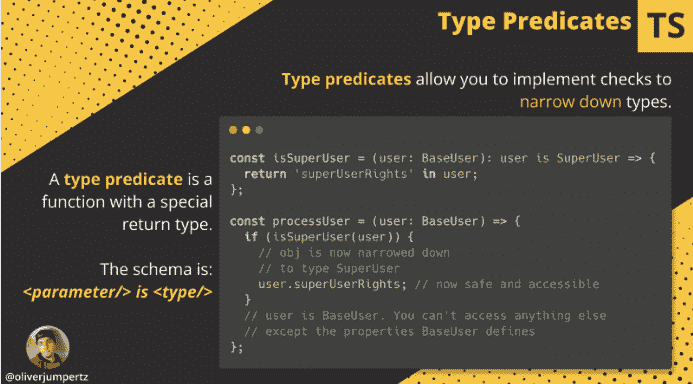 Type Predicates
TS
Type predicates allow you to implement checks to
narrow down types.
A type predicate is a
function with a special
return type.
The schema is:
<parameter/> is <type/>
const isSuperUser = (user: BaseUser): user is SuperUser => {
  return 'superUserRights' in user;
};
const processUser = (user: BaseUser) => {
  if (isSuperUser(user)) {
    // obj is now narrowed down
    // to type SuperUser
    user.superUserRights; // now safe and accessible
  }
  // user is BaseUser. You can't access anything else
  // except the properties BaseUser defines
};
@oliverjumpertz